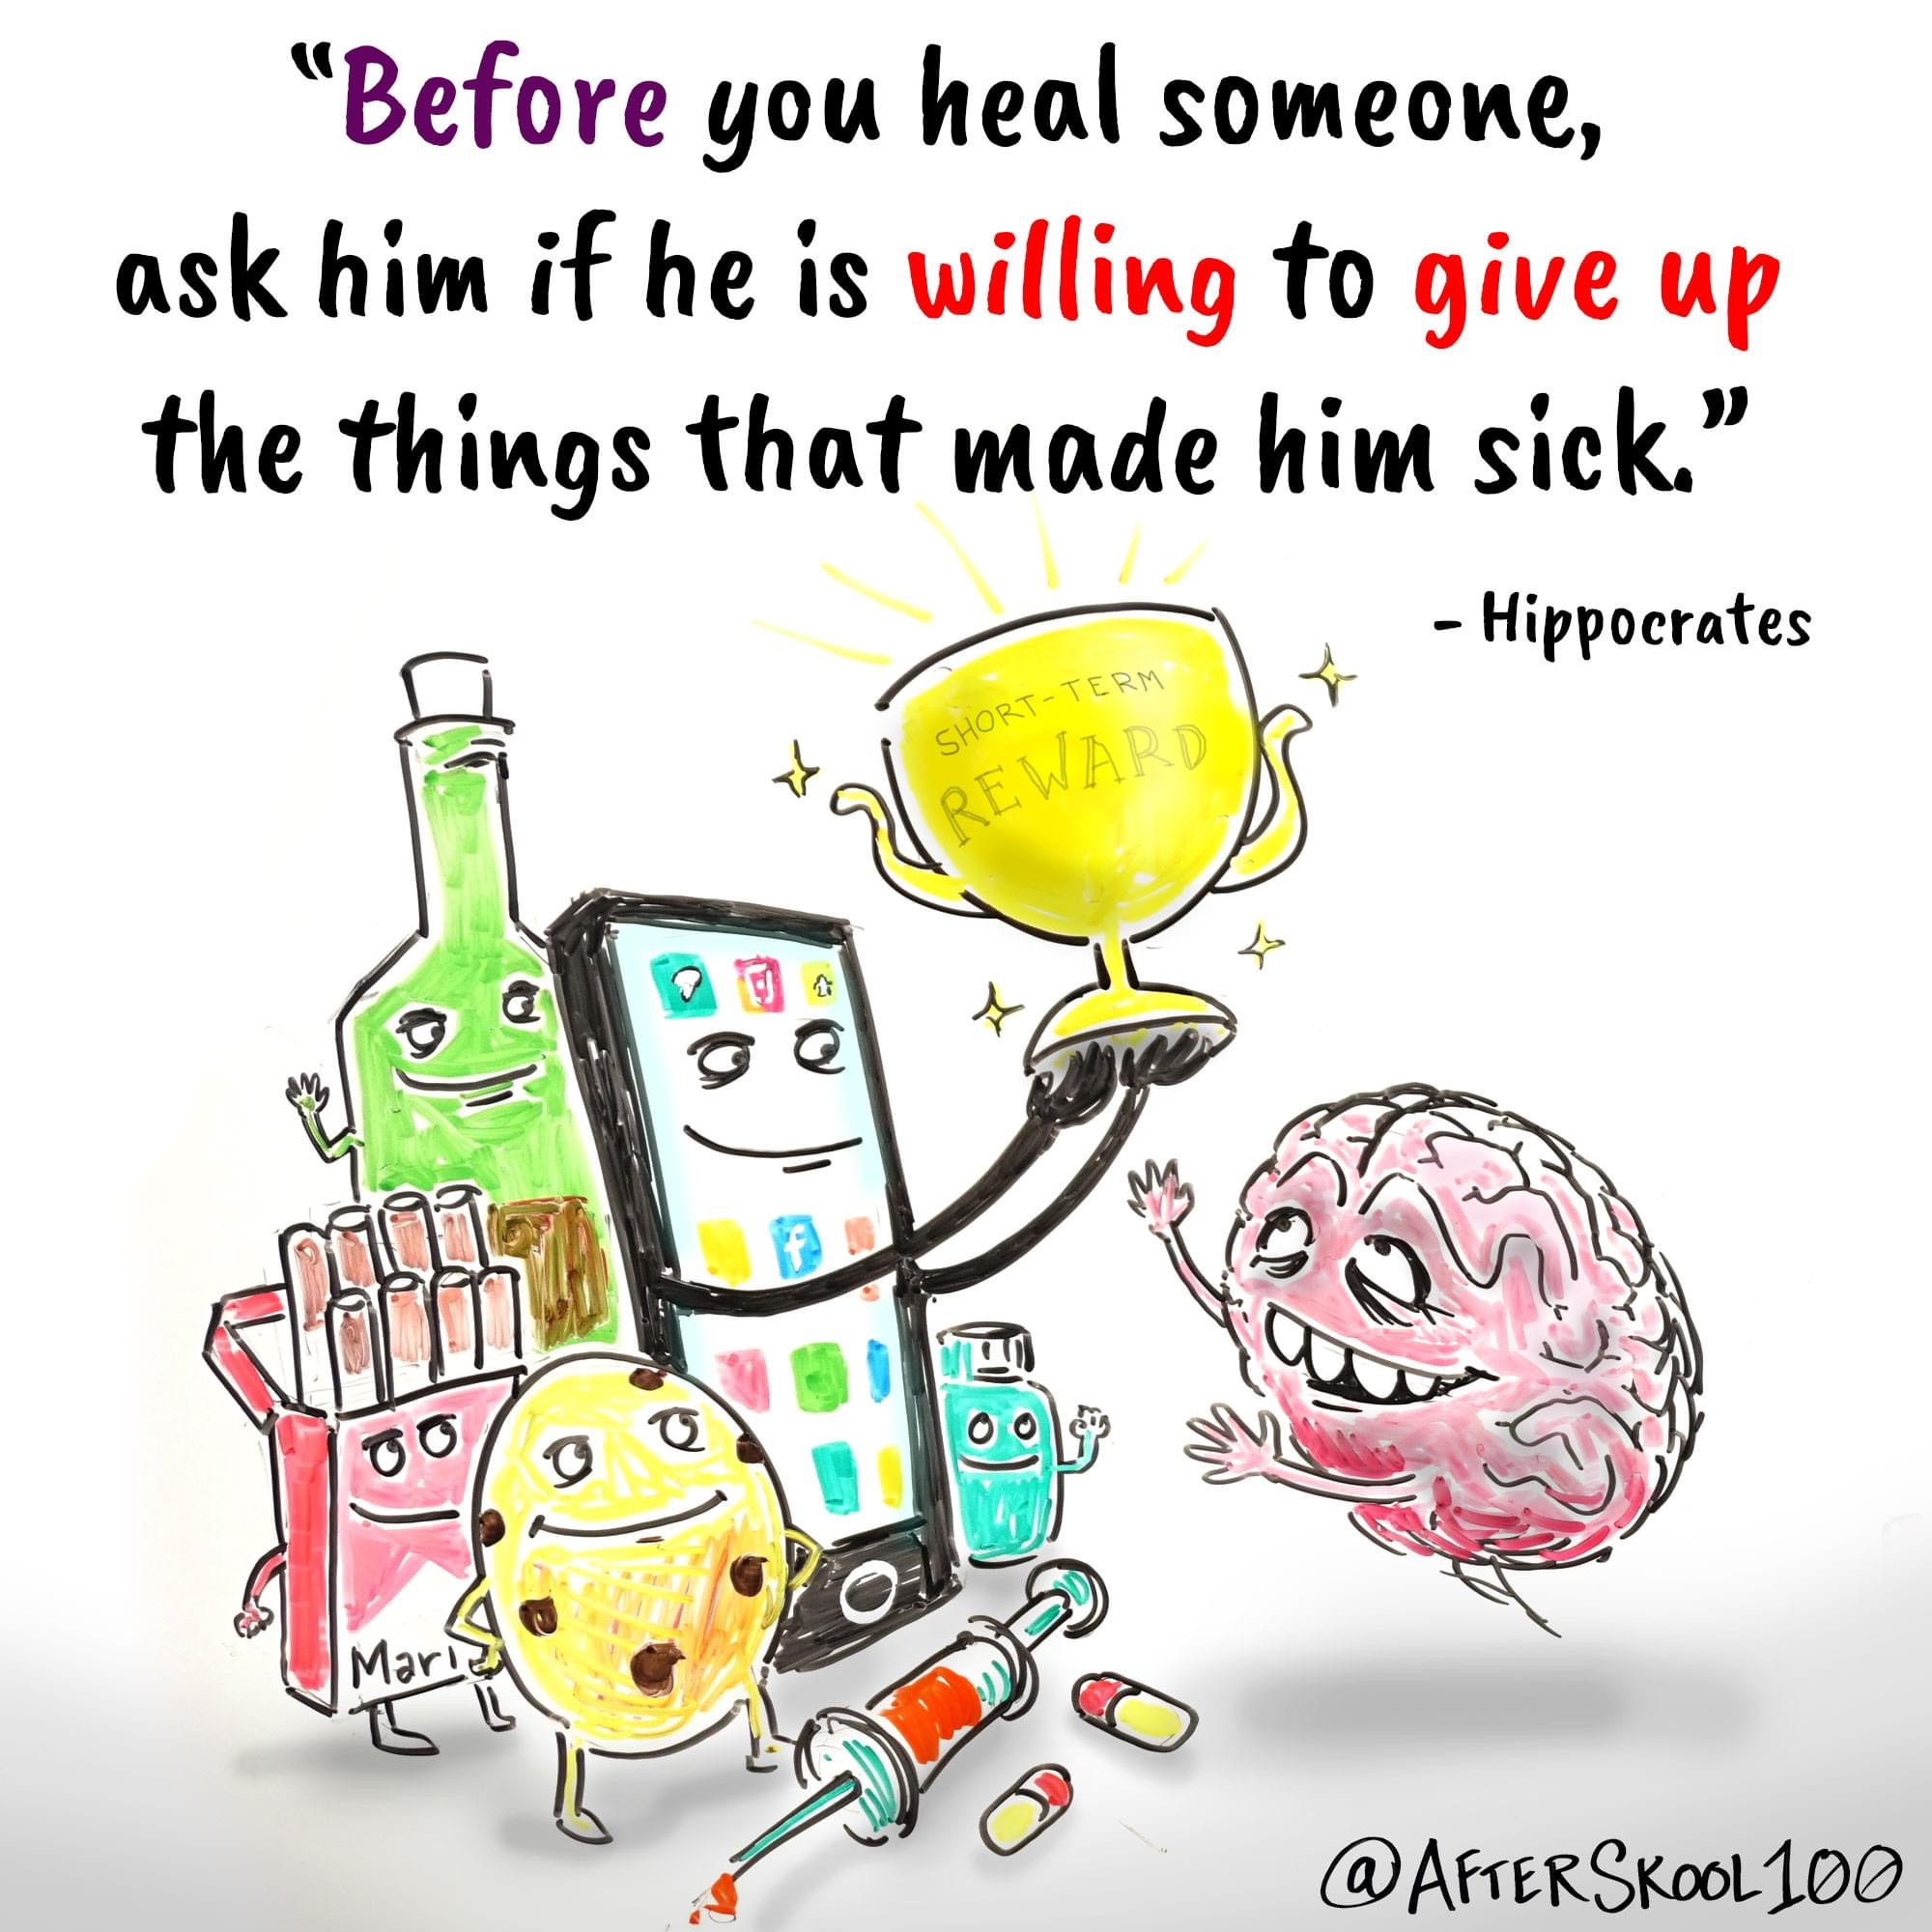 “Before you heal someone,
ask him if he is willing to give up
the things that made him sick.”
- Hippocrates
SHORT-TERM
REWARD
f
Marl
@AFTERSKOOL100